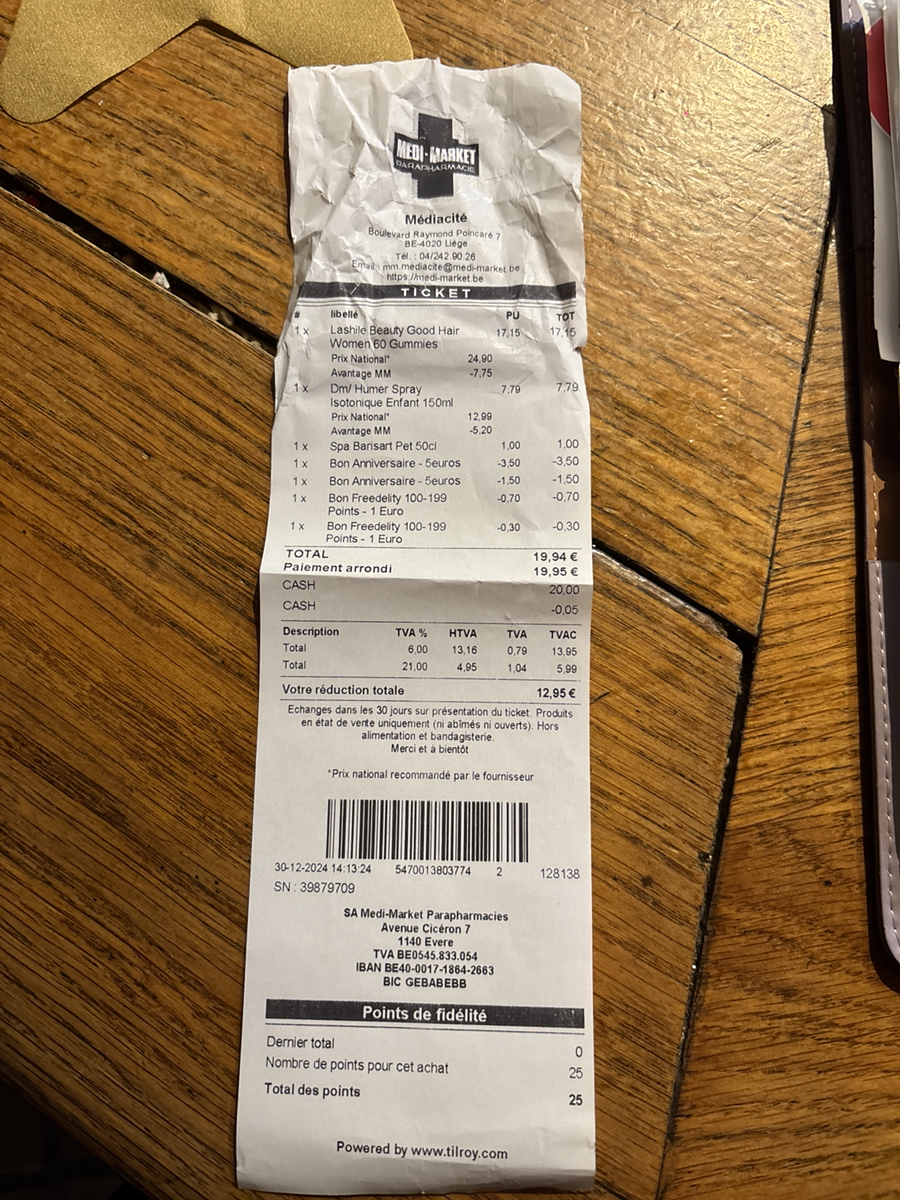 MEDI-MARKET
PARAPHARMACIE
Médiacité
Boulevard Raymond Poincaré 7
BE-4020 Liège
Tél. : 04/242.90.26
Email : mm.mediacite@medi-market.be
https://medi-market.be
TICKET
# libellé PU TOT
1 x Lashile Beauty Good Hair 17,15 17,15
Women 60 Gummies
Prix National* 24,90
Avantage MM -7,75
1 x Dm/ Humer Spray 7,79 7,79
Isotonique Enfant 150ml
Prix National* 12,99
Avantage MM -5,20
1 x Spa Barisart Pet 50cl 1,00 1,00
1 x Bon Anniversaire - 5euros -3,50 -3,50
1 x Bon Anniversaire - 5euros -1,50 -1,50
1 x Bon Freedelity 100-199 -0,70 -0,70
Points - 1 Euro
1 x Bon Freedelity 100-199 -0,30 -0,30
Points - 1 Euro
TOTAL 19,94 €
Paiement arrondi 19,95 €
CASH 20,00
CASH -0,05
Description TVA % HTVA TVA TVAC
Total 6,00 13,16 0,79 13,95
Total 21,00 4,95 1,04 5,99
Votre réduction totale 12,95 €
Echanges dans les 30 jours sur présentation du ticket. Produits
en état de vente uniquement (ni abîmés ni ouverts). Hors
alimentation et bandagisterie.
Merci et à bientôt
*Prix national recommandé par le fournisseur
30-12-2024 14:13:24 5470013803774 2 128138
SN : 39879709
SA Medi-Market Parapharmacies
Avenue Cicéron 7
1140 Evere
TVA BE0545.833.054
IBAN BE40-0017-1864-2663
BIC GEBABEBB
Points de fidélité
Dernier total 0
Nombre de points pour cet achat 25
Total des points 25
Powered by www.tilroy.com